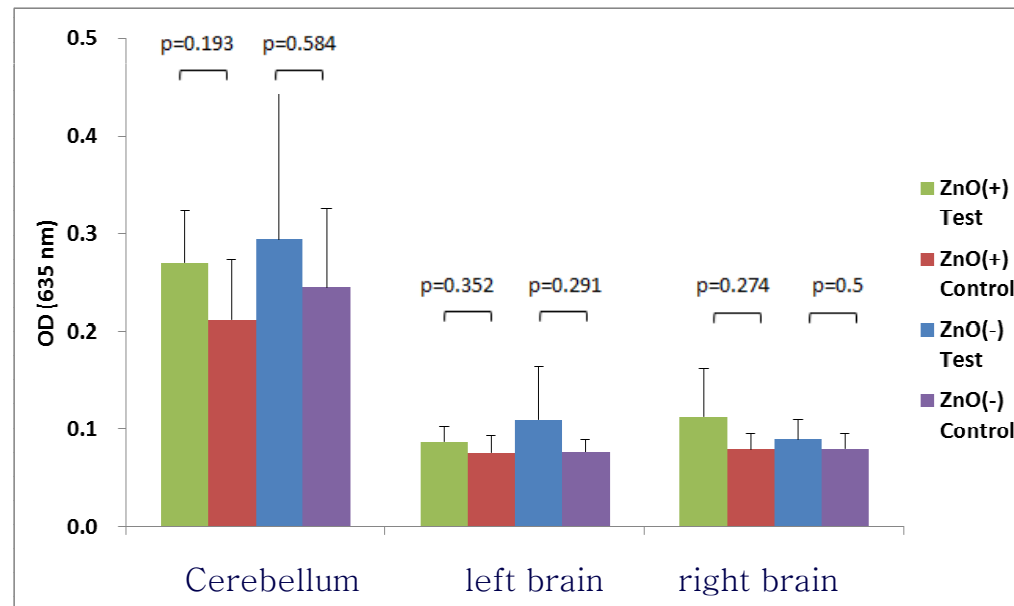 0.5
0.4
0.3
0.2
0.1
0.0
OD (635 nm)
p=0.193
p=0.584
p=0.352
p=0.291
p=0.274
p=0.5
Cerebellum
left brain
right brain
ZnO(+)
Test
ZnO(+)
Control
ZnO(-)
Test
ZnO(-)
Control